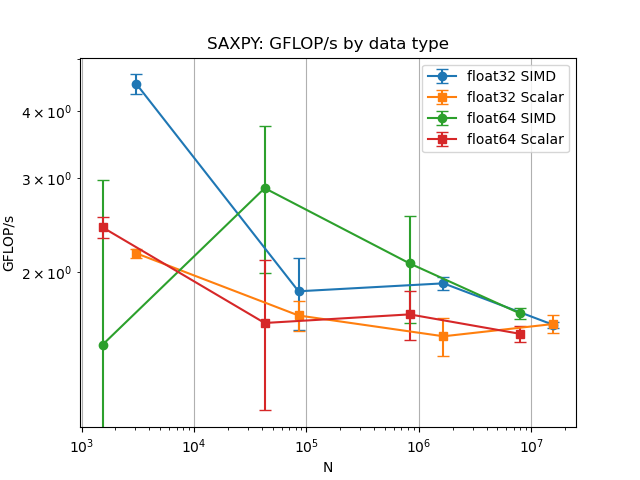 SAXPY: GFLOP/s by data type
float32 SIMD
float32 Scalar
float64 SIMD
float64 Scalar
GFLOP/s
4 × 10⁰
3 × 10⁰
2 × 10⁰
10³ 10⁴ 10⁵ 10⁶ 10⁷
N